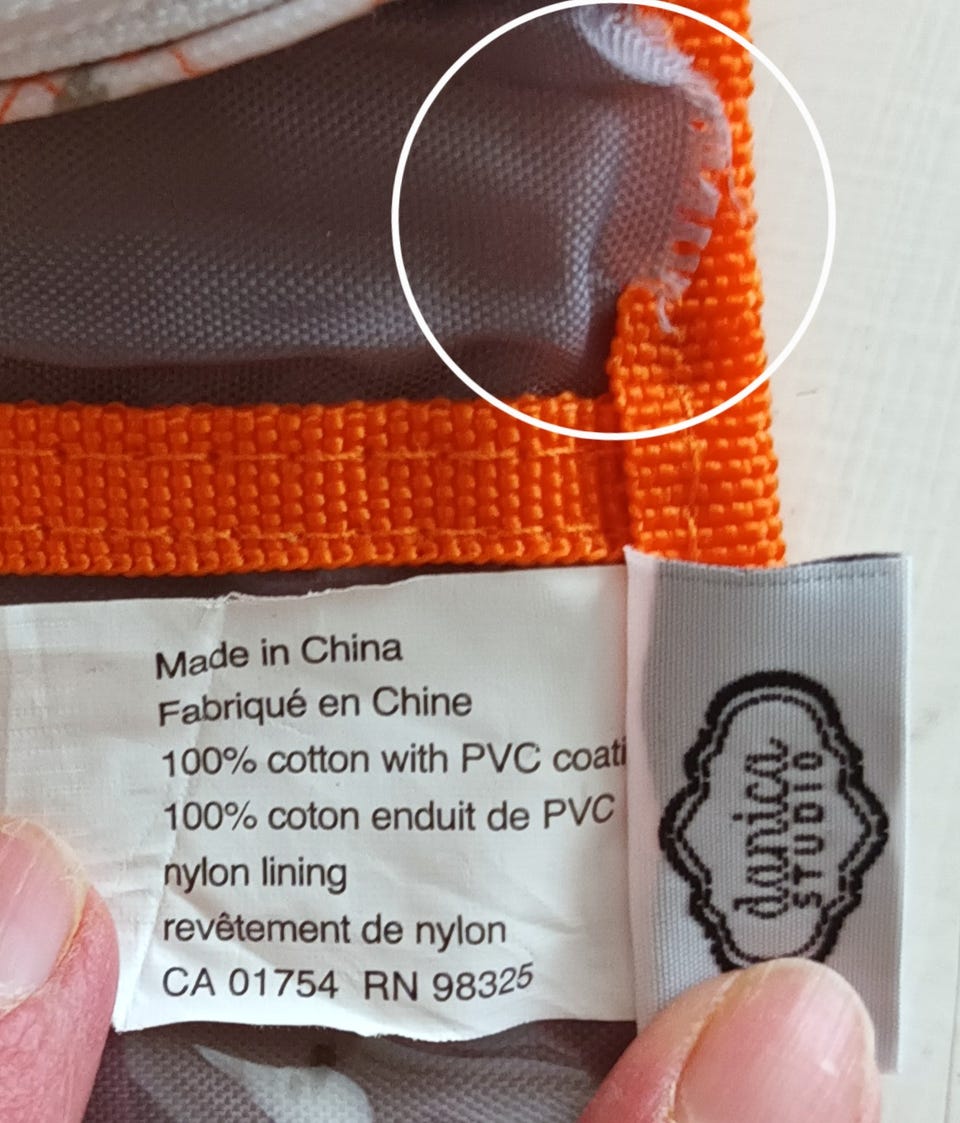 Made in China
Fabriqué en Chine
100% cotton with PVC coati
100% coton enduit de PVC
nylon lining
revêtement de nylon
CA 01754 RN 98325
danica
STUDIO